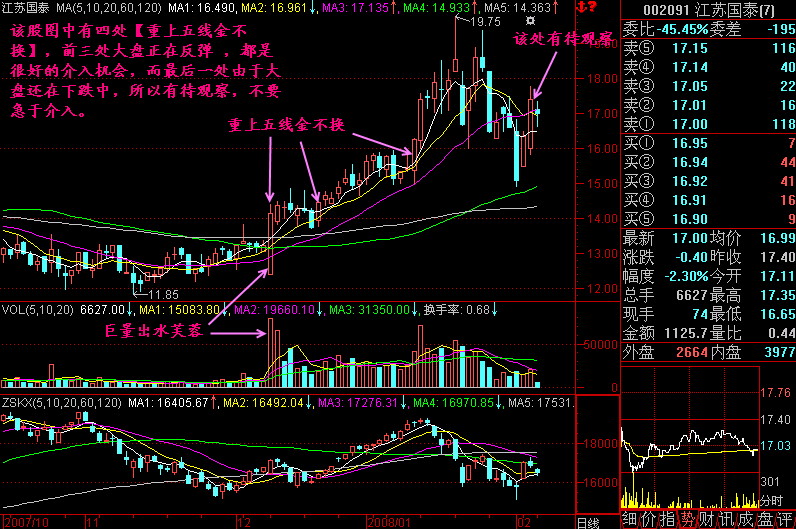 江苏国泰 MA(5,10,20,60,120) MA1: 16.490, MA2: 16.961↓, MA3: 17.135↑, MA4: 14.933↑, MA5: 14.363↑
该股图中有四处【重上五线金不
换】，前三处大盘正在反弹 ，都是
很好的介入机会，而最后一处由于大
盘还在下跌中，所以有待观察，不要
急于介入。
19.75
该处有待观察
重上五线金不换
11.85
巨量出水芙蓉
18.00
17.00
16.00
15.00
14.00
13.00
12.00
VOL(5,10,20) 6627.00↓, MA1: 15083.80↓, MA2: 19660.10↓, MA3: 31350.00↑, 换手率: 0.68↓
50000
0
ZSKX(5,10,20,60,120) MA1: 16405.67↑, MA2: 16492.04↓, MA3: 17276.31↓, MA4: 16970.85↓, MA5: 17531.
18000
16000
2007/10 11 12 2008/01 02 日线
002091 江苏国泰(7)
委比 -45.45% 委差 -195
卖⑤ 17.15 116
卖④ 17.14 40
卖③ 17.05 22
卖② 17.01 16
卖① 17.00 118
买① 16.95 7
买② 16.94 44
买③ 16.92 41
买④ 16.91 16
买⑤ 16.90 9
最新 17.00 均价 16.99
涨跌 -0.40 昨收 17.40
幅度 -2.30% 今开 17.11
总手 6627 最高 17.35
现手 74 最低 16.65
金额 1125.7 量比 0.44
外盘 2664 内盘 3977
17.76
17.40
17.03
301
分时
细价指势财讯成盘评